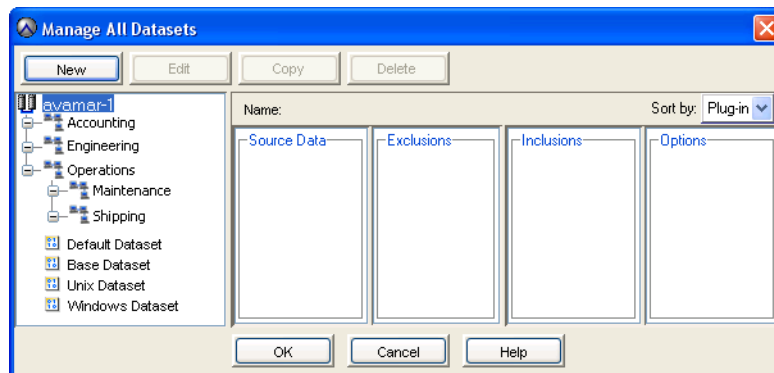 Manage All Datasets
New Edit Copy Delete
avamar-1
Accounting
Engineering
Operations
Maintenance
Shipping
Default Dataset
Base Dataset
Unix Dataset
Windows Dataset
Name: Sort by: Plug-in
Source Data Exclusions Inclusions Options
OK Cancel Help